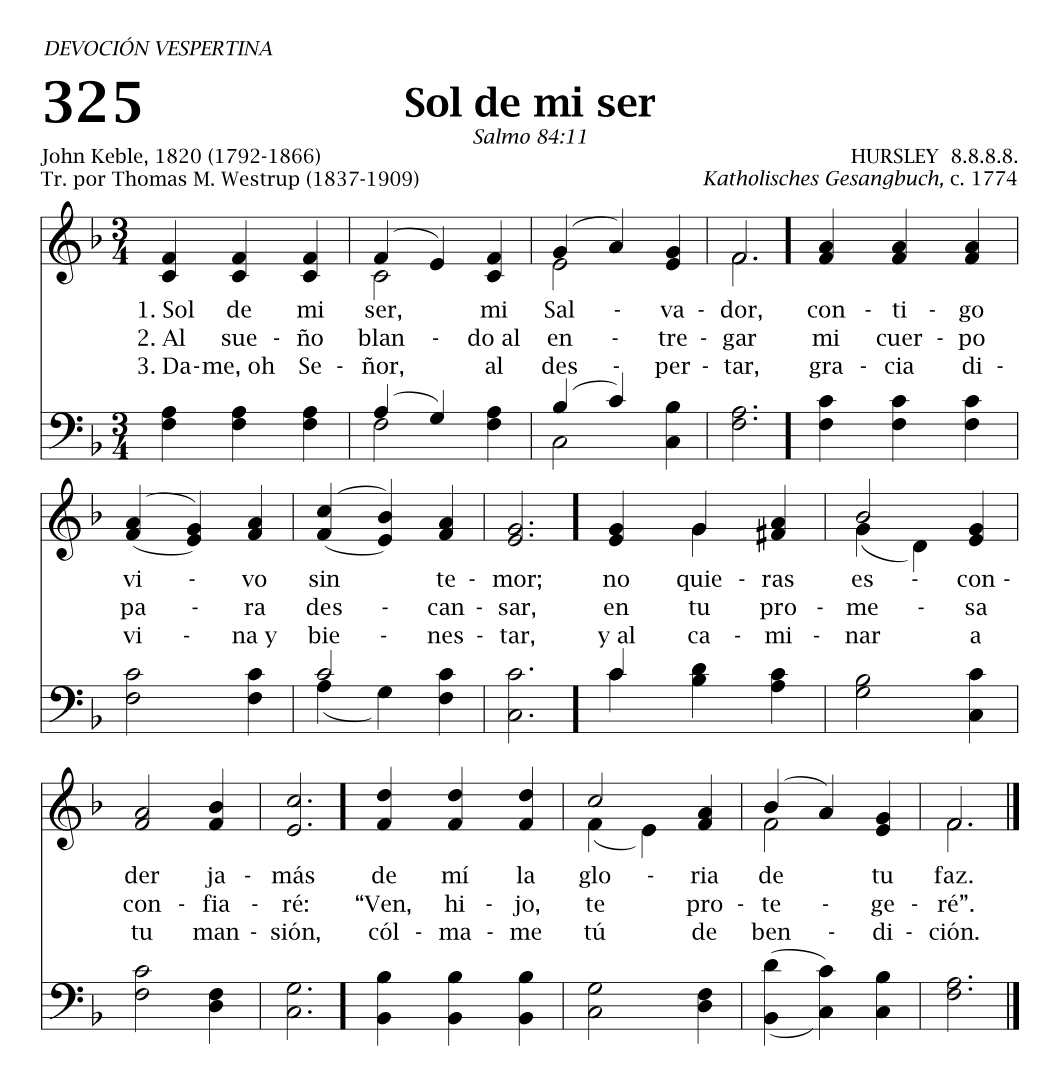 DEVOCIÓN VESPERTINA
325
Sol de mi ser
Salmo 84:11
John Keble, 1820 (1792-1866)
HURSLEY 8.8.8.8.
Tr. por Thomas M. Westrup (1837-1909)
Katholisches Gesangbuch, c. 1774
1. Sol de mi ser, mi Sal - va - dor, con - ti - go
2. Al sue - ño blan - do al en - tre - gar mi cuer - po
3. Da - me, oh Se - ñor, al des - per - tar, gra - cia di -
vi - vo sin te - mor; no quie - ras es - con -
pa - ra des - can - sar, en tu pro - me - sa
vi - na y bie - nes - tar, y al ca - mi - nar a
der ja - más de mí la glo - ria de tu faz.
con - fia - ré: “Ven, hi - jo, te pro - te - ge - ré”.
tu man - sión, cól - ma - me tú de ben - di - ción.